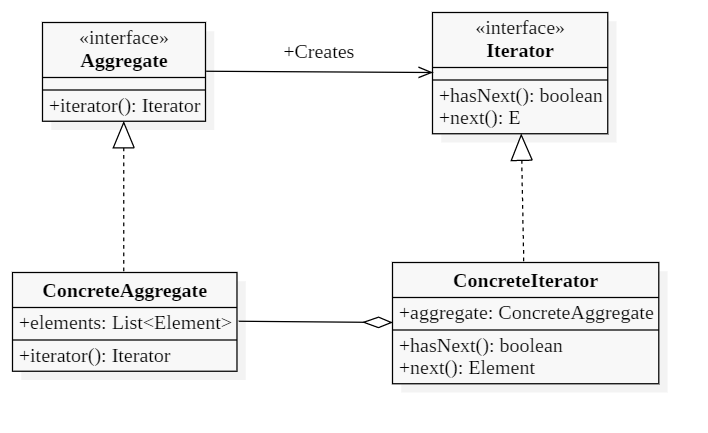 «interface»
Aggregate
+iterator(): Iterator
+Creates
«interface»
Iterator
+hasNext(): boolean
+next(): E
ConcreteAggregate
+elements: List<Element>
+iterator(): Iterator
ConcreteIterator
+aggregate: ConcreteAggregate
+hasNext(): boolean
+next(): Element